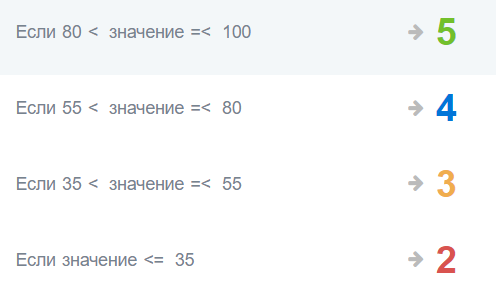 Если 80 < значение =< 100 → 5
Если 55 < значение =< 80 → 4
Если 35 < значение =< 55 → 3
Если значение <= 35 → 2